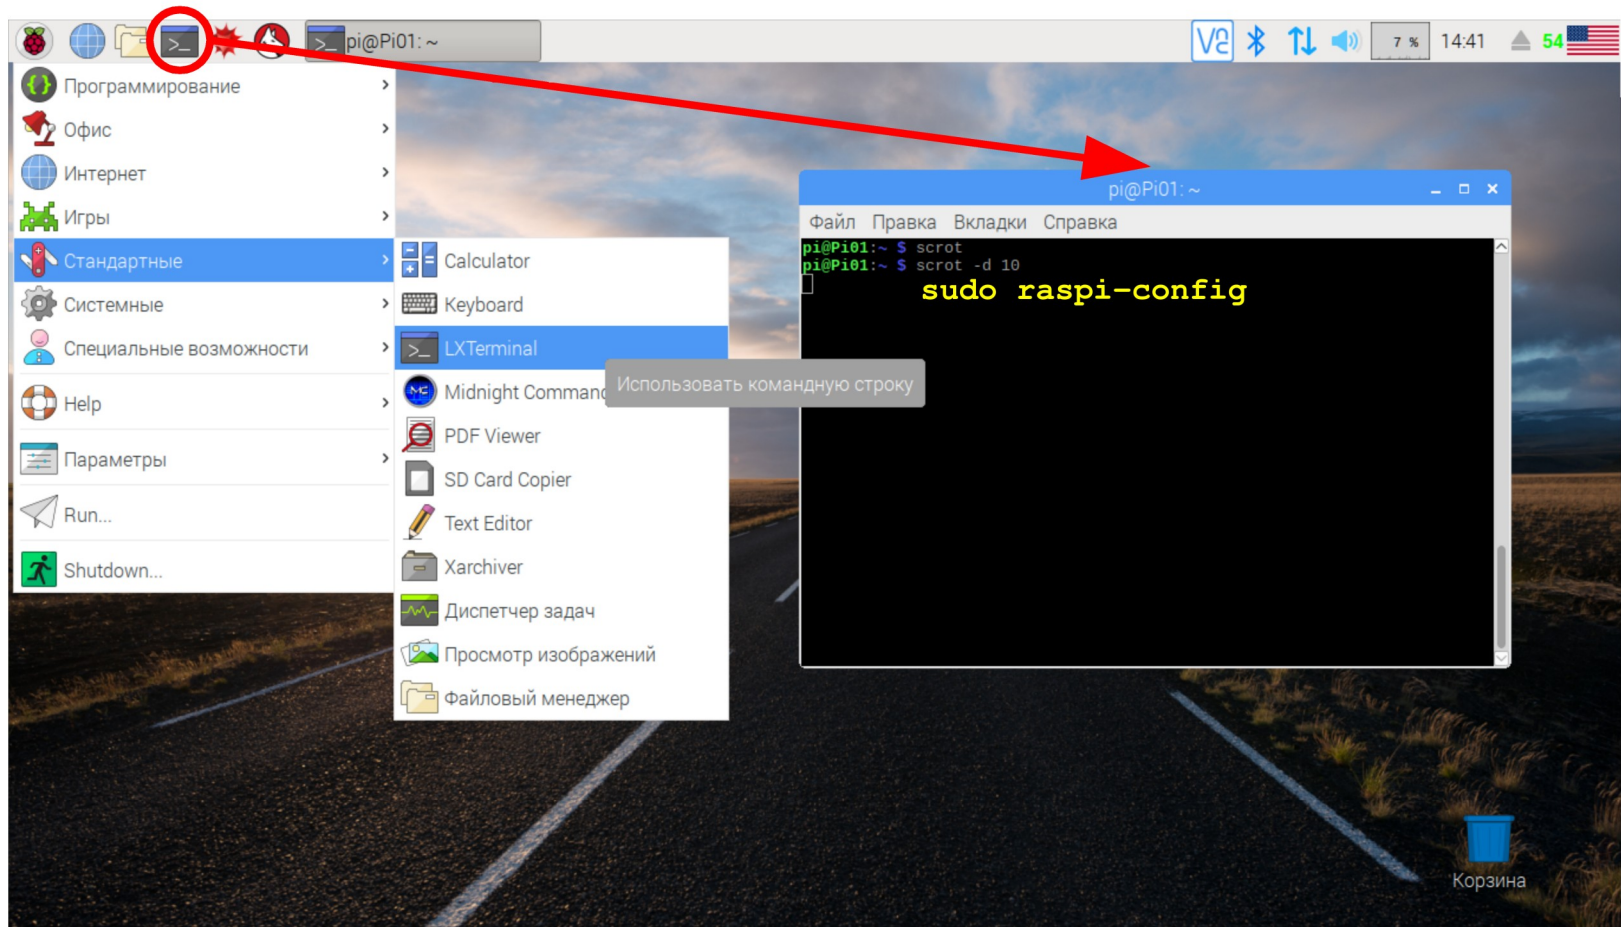 pi@Pi01: ~
VC
7 %
14:41
54
Программирование
Офис
Интернет
Игры
Стандартные
Системные
Специальные возможности
Help
Параметры
Run...
Shutdown...
Calculator
Keyboard
LXTerminal
Midnight Comman
PDF Viewer
SD Card Copier
Text Editor
Xarchiver
Диспетчер задач
Просмотр изображений
Файловый менеджер
Использовать командную строку
pi@Pi01: ~
Файл Правка Вкладки Справка
pi@Pi01:~ $ scrot
pi@Pi01:~ $ scrot -d 10
sudo raspi-config
Корзина